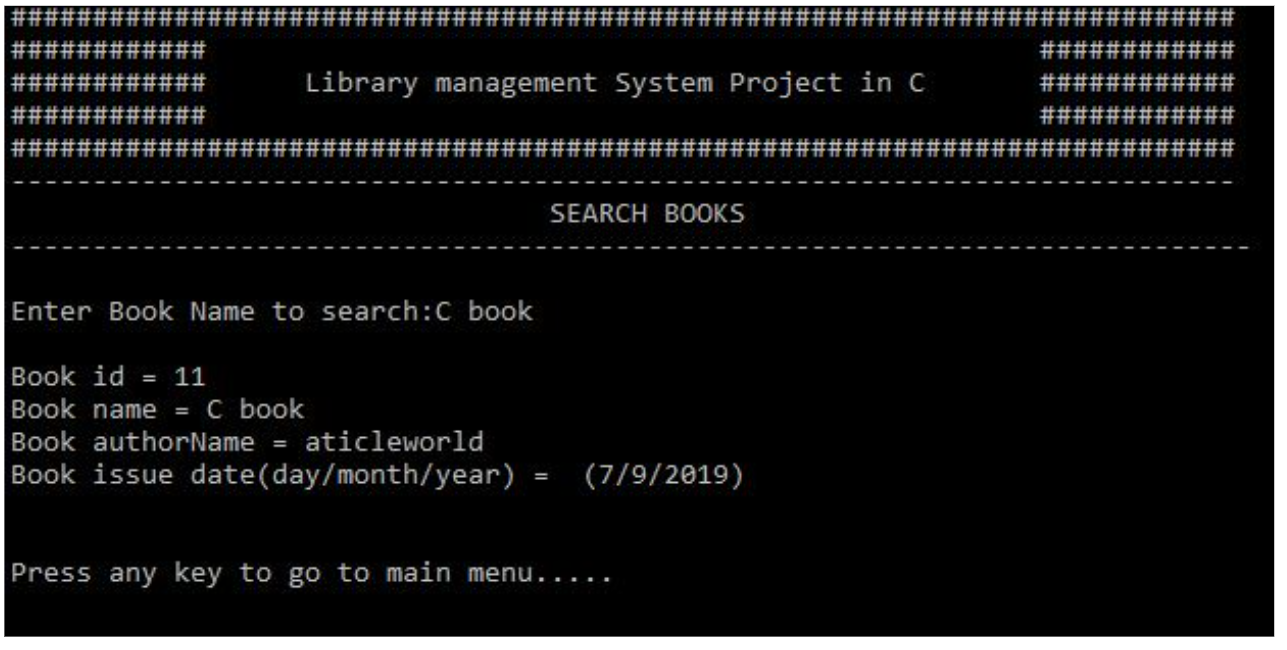 ###########################################################################
############                                                   ############
############      Library management System Project in C       ############
############                                                   ############
###########################################################################
---------------------------------------------------------------------------
                                 SEARCH BOOKS
----------------------------------------------------------------------------
Enter Book Name to search:C book
Book id = 11
Book name = C book
Book authorName = aticleworld
Book issue date(day/month/year) =  (7/9/2019)
Press any key to go to main menu.....